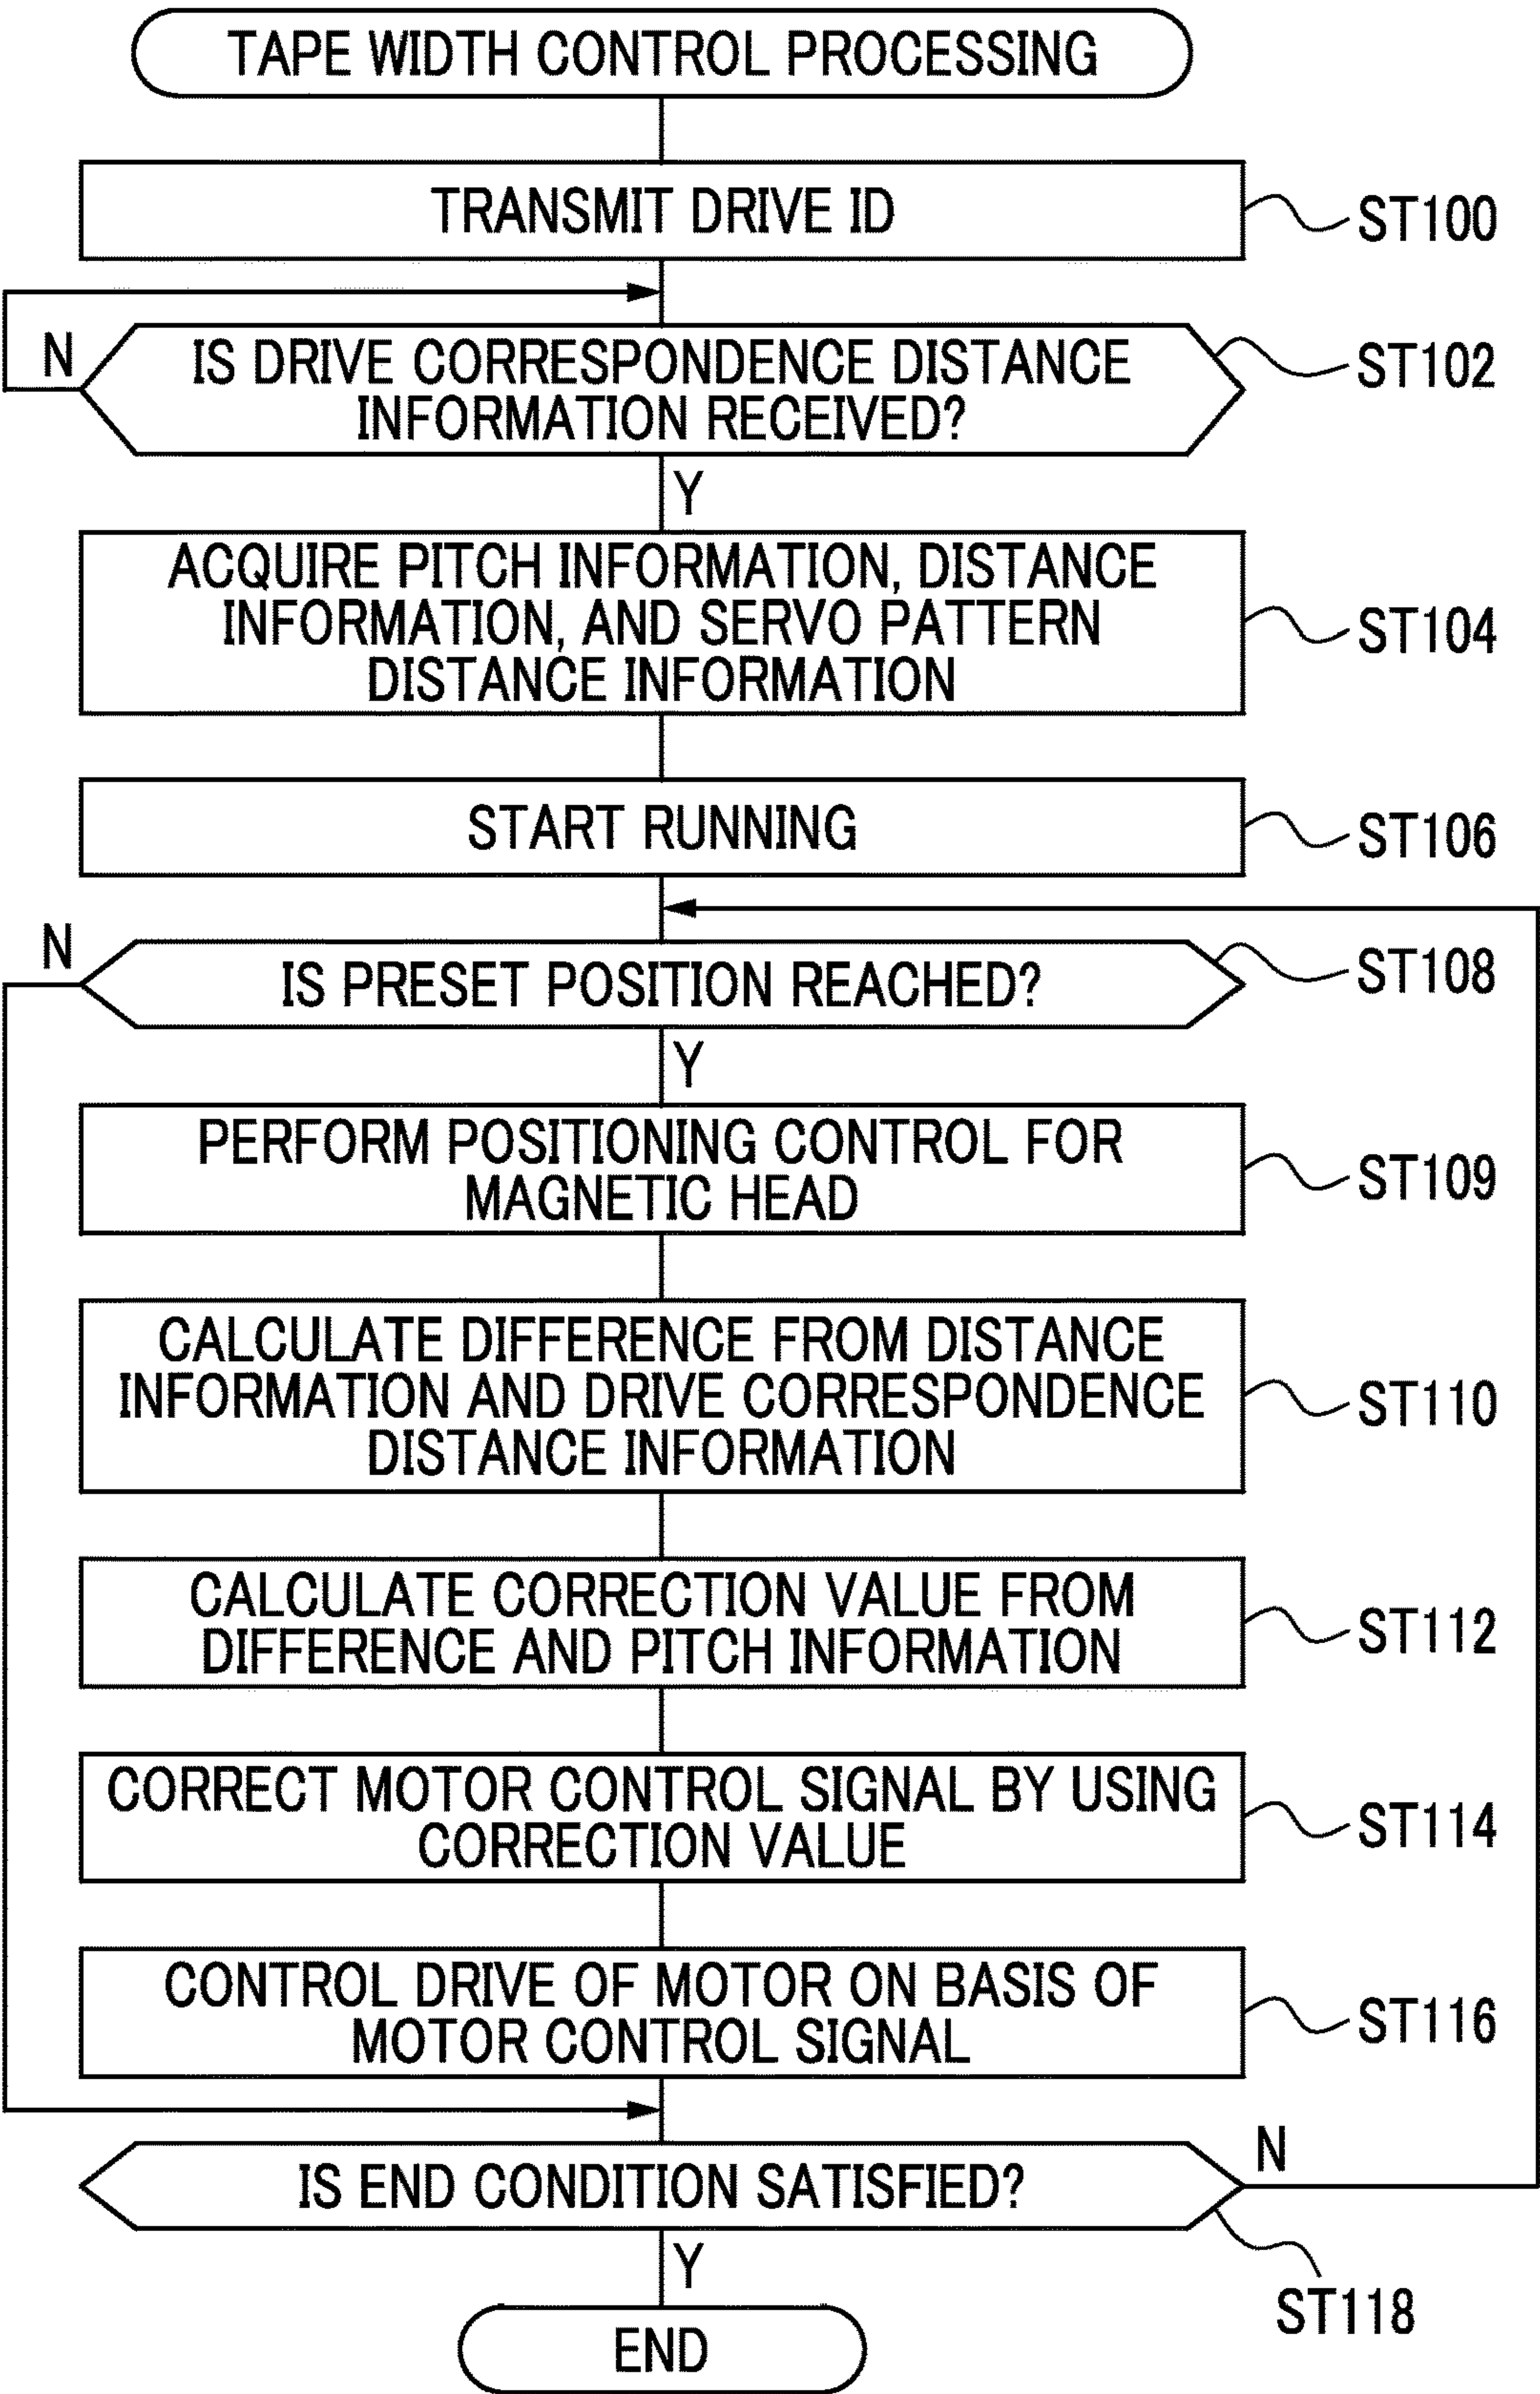 TAPE WIDTH CONTROL PROCESSING
TRANSMIT DRIVE ID
ST100
N
IS DRIVE CORRESPONDENCE DISTANCE
INFORMATION RECEIVED?
ST102
Y
ACQUIRE PITCH INFORMATION, DISTANCE
INFORMATION, AND SERVO PATTERN
DISTANCE INFORMATION
ST104
START RUNNING
ST106
N
IS PRESET POSITION REACHED?
ST108
Y
PERFORM POSITIONING CONTROL FOR
MAGNETIC HEAD
ST109
CALCULATE DIFFERENCE FROM DISTANCE
INFORMATION AND DRIVE CORRESPONDENCE
DISTANCE INFORMATION
ST110
CALCULATE CORRECTION VALUE FROM
DIFFERENCE AND PITCH INFORMATION
ST112
CORRECT MOTOR CONTROL SIGNAL BY USING
CORRECTION VALUE
ST114
CONTROL DRIVE OF MOTOR ON BASIS OF
MOTOR CONTROL SIGNAL
ST116
IS END CONDITION SATISFIED?
N
ST118
Y
END